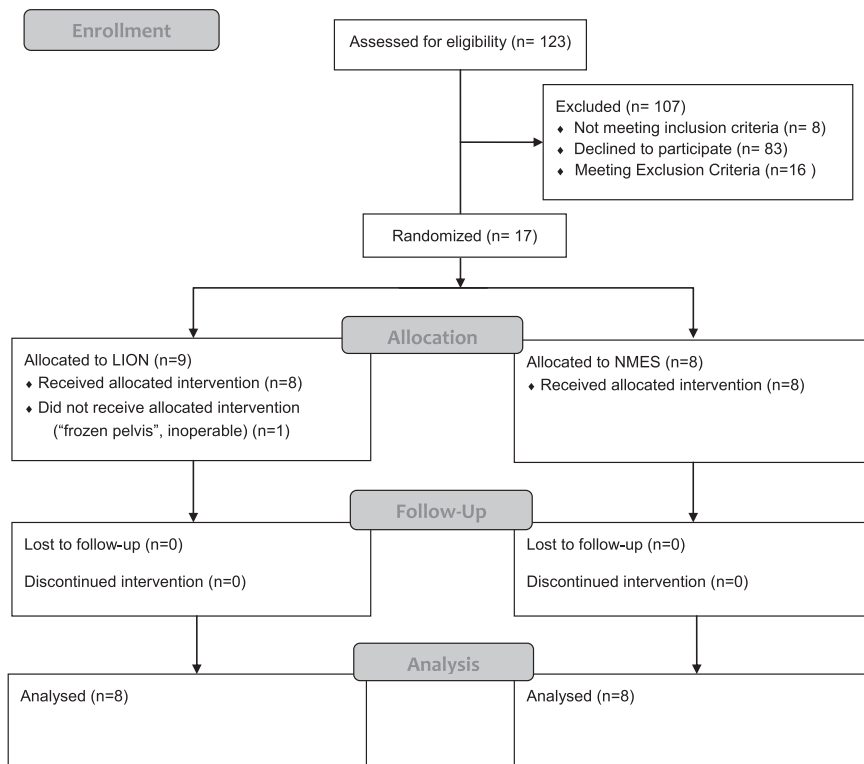 Enrollment
Assessed for eligibility (n= 123)
Excluded (n= 107)
♦ Not meeting inclusion criteria (n= 8)
♦ Declined to participate (n= 83)
♦ Meeting Exclusion Criteria (n=16 )
Randomized (n= 17)
Allocation
Allocated to LION (n=9)
♦ Received allocated intervention (n=8)
♦ Did not receive allocated intervention
(“frozen pelvis”, inoperable) (n=1)
Allocated to NMES (n=8)
♦ Received allocated intervention (n=8)
Follow-Up
Lost to follow-up (n=0)
Discontinued intervention (n=0)
Lost to follow-up (n=0)
Discontinued intervention (n=0)
Analysis
Analysed (n=8)
Analysed (n=8)